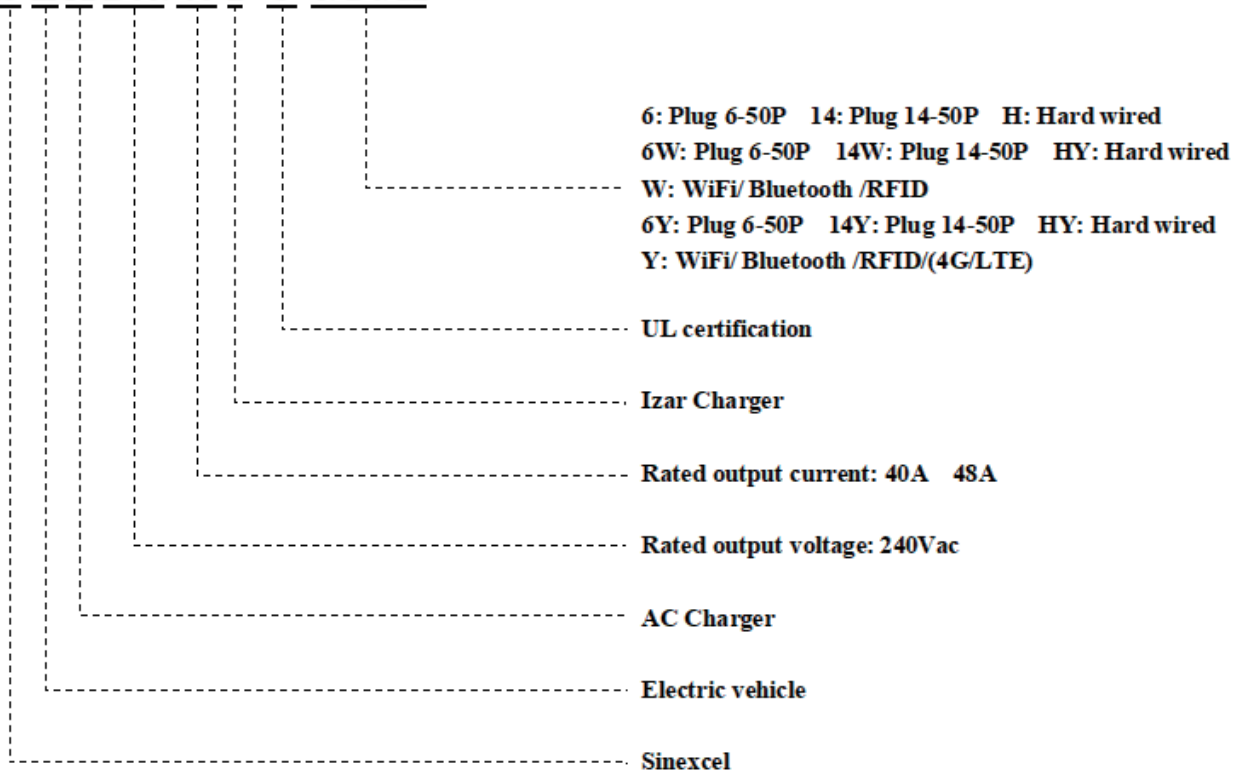 6: Plug 6-50P 14: Plug 14-50P H: Hard wired
6W: Plug 6-50P 14W: Plug 14-50P HY: Hard wired
W: WiFi/ Bluetooth /RFID
6Y: Plug 6-50P 14Y: Plug 14-50P HY: Hard wired
Y: WiFi/ Bluetooth /RFID/(4G/LTE)
UL certification
Izar Charger
Rated output current: 40A 48A
Rated output voltage: 240Vac
AC Charger
Electric vehicle
Sinexcel